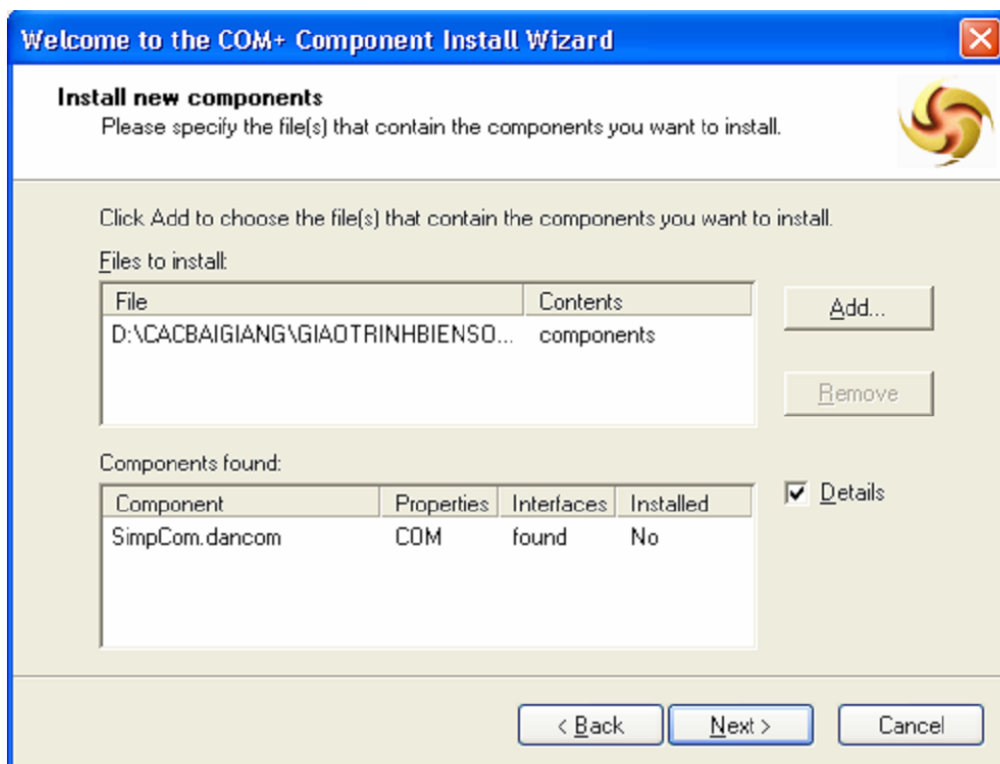 Welcome to the COM+ Component Install Wizard
Install new components
Please specify the file(s) that contain the components you want to install.
Click Add to choose the file(s) that contain the components you want to install.
Files to install:
File Contents
Add...
D:\CACBAIGIANG\GIAOTRINHBIENSO... components
Remove
Components found:
Details
Component Properties Interfaces Installed
SimpCom.dancom COM found No
< Back Next > Cancel